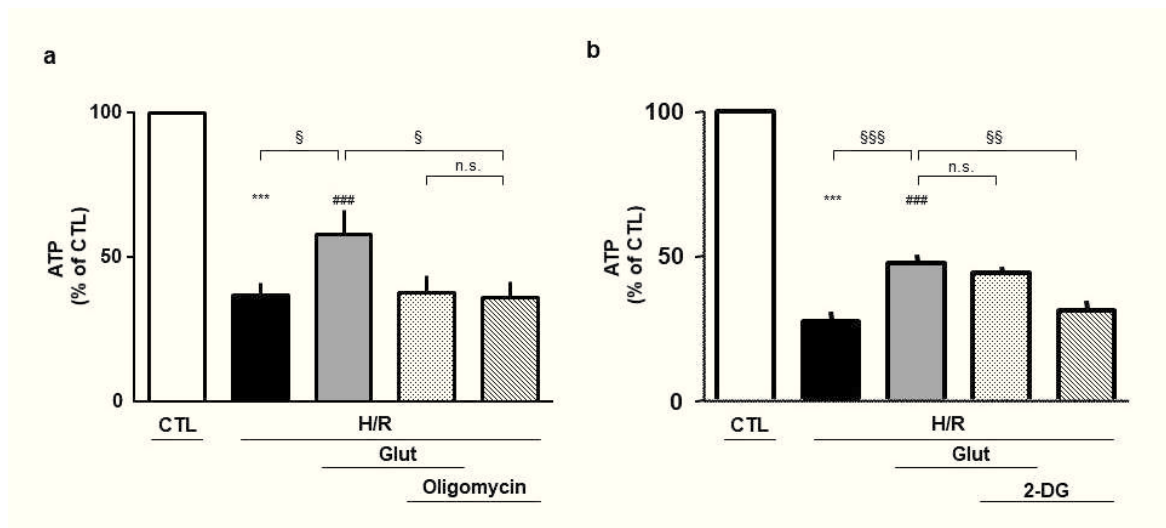 a
100
50
0
ATP
(% of CTL)
§
§
n.s.
***
###
CTL
H/R
Glut
Oligomycin
b
100
50
0
ATP
(% of CTL)
§§§
§§
n.s.
***
###
CTL
H/R
Glut
2-DG